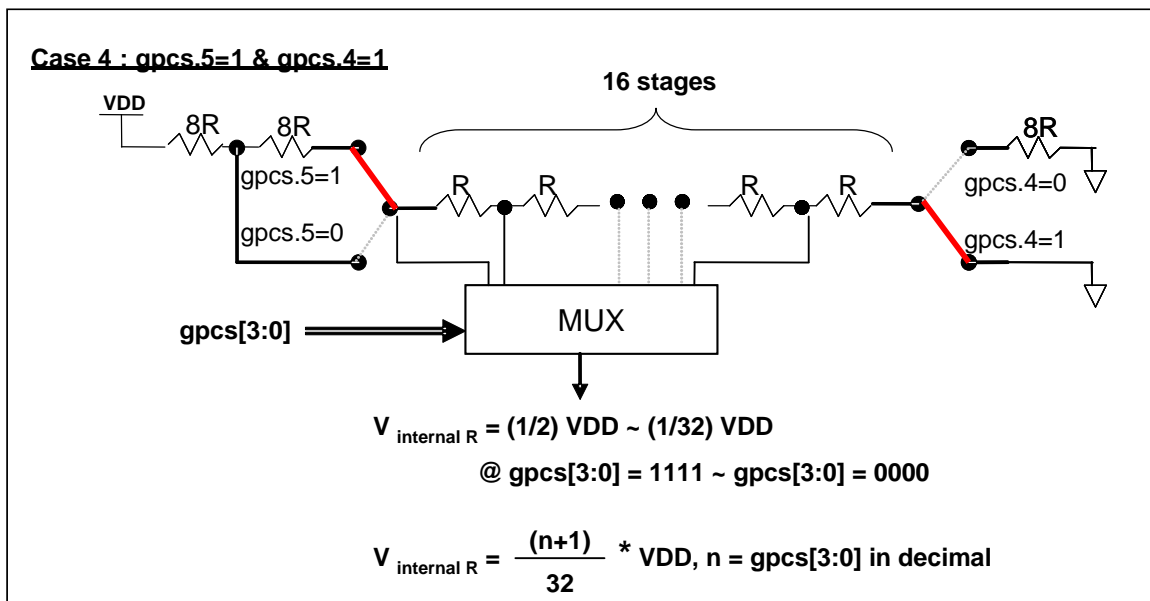 Case 4 : gpcs.5=1 & gpcs.4=1
16 stages
VDD
8R
8R
8R
gpcs.5=1
R
R
R
R
gpcs.4=0
gpcs.5=0
gpcs.4=1
MUX
gpcs[3:0]
V internal R = (1/2) VDD ~ (1/32) VDD
@ gpcs[3:0] = 1111 ~ gpcs[3:0] = 0000
V internal R = (n+1) / 32 * VDD, n = gpcs[3:0] in decimal